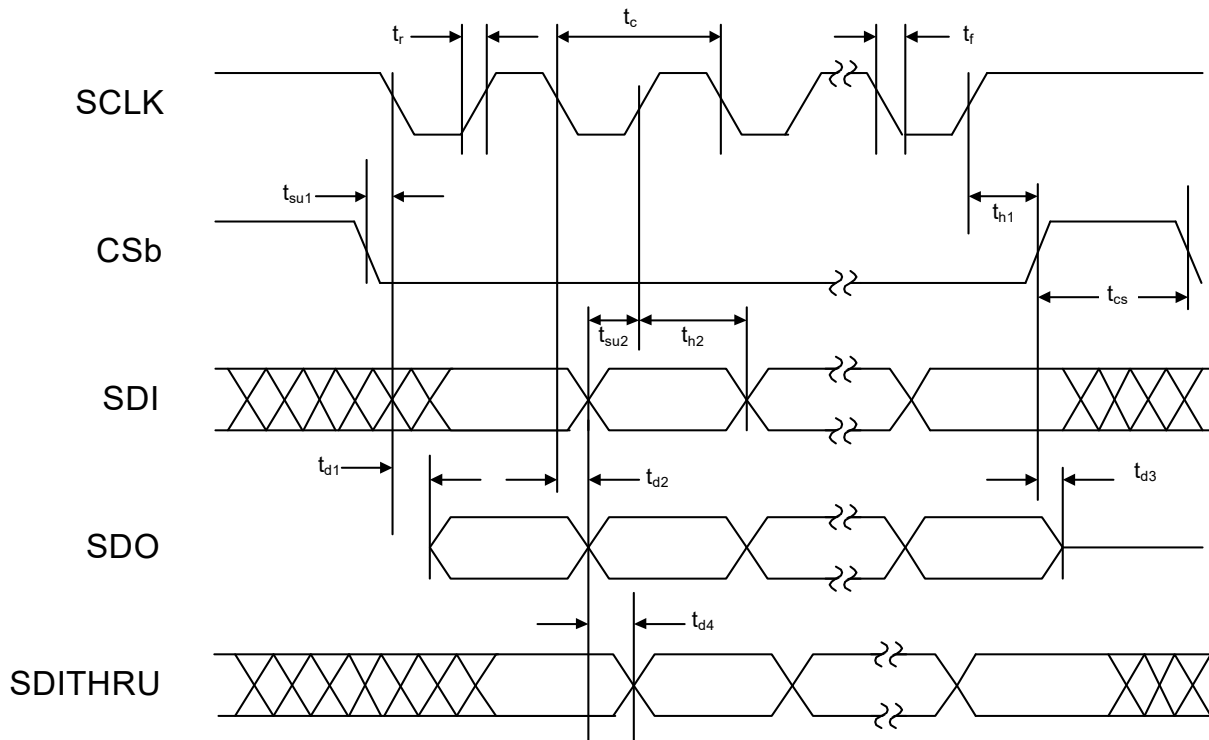 t_r
t_c
t_f
SCLK
t_su1
t_h1
CSb
t_cs
t_su2
t_h2
SDI
t_d1
t_d2
t_d3
SDO
t_d4
SDITHRU